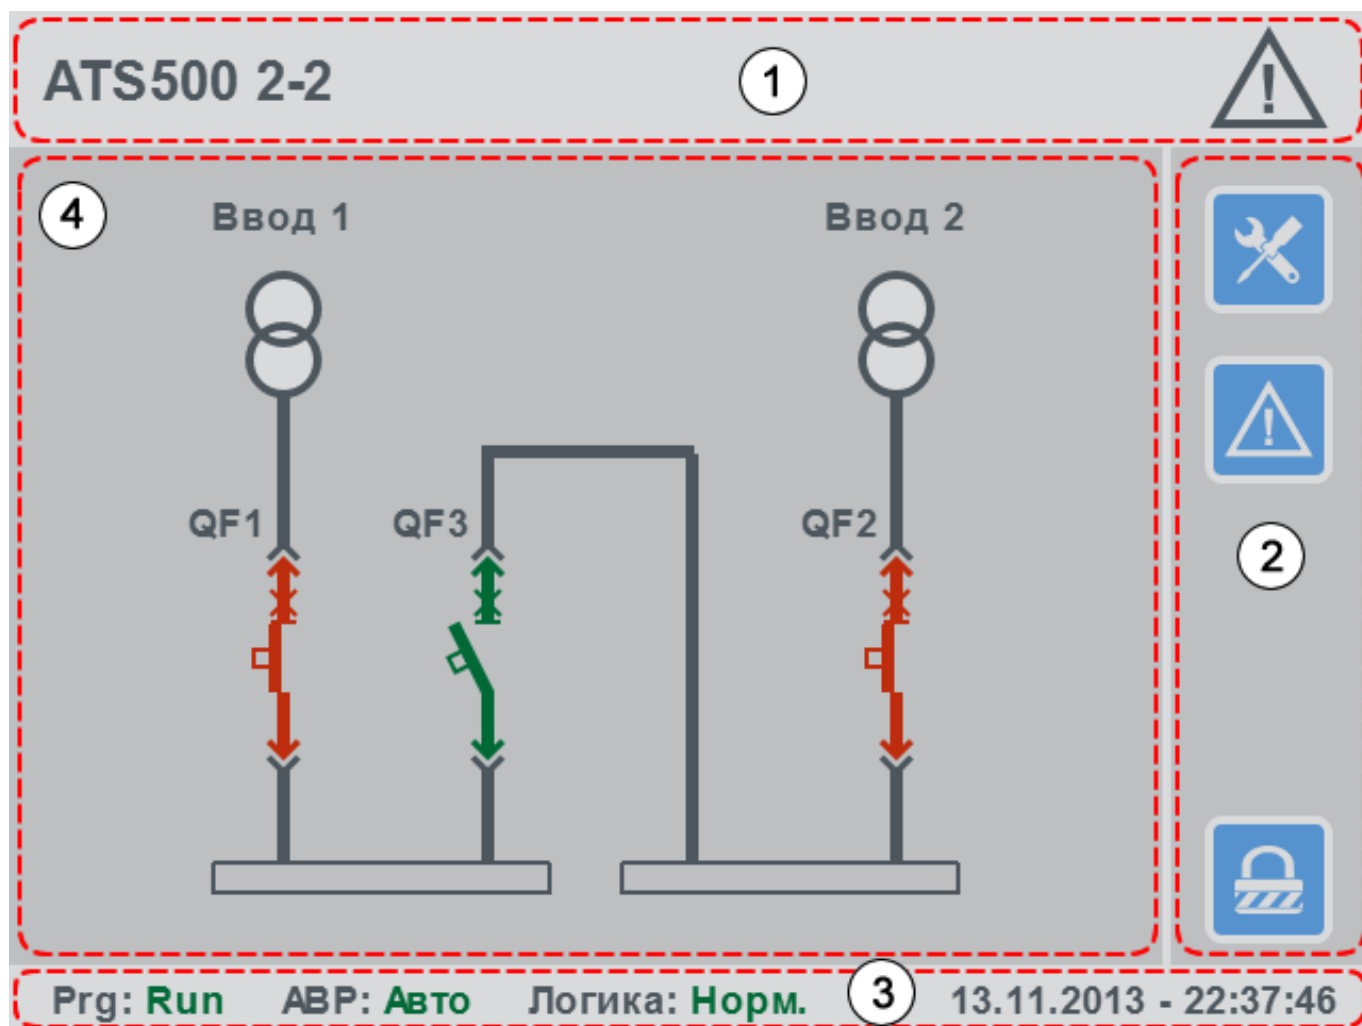 ATS500 2-2
1
4
Ввод 1
Ввод 2
QF1
QF3
QF2
2
Prg: Run АВР: Авто Логика: Норм. 3 13.11.2013 - 22:37:46